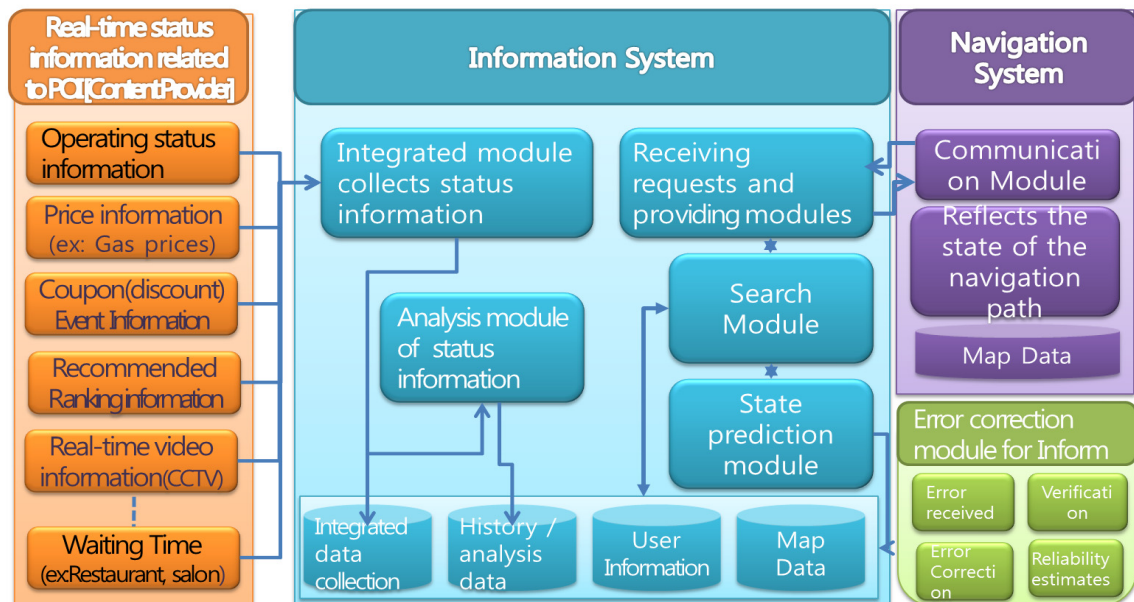 Real-time status
information related
to POI[Content Provider]
Operating status
information
Price information
(ex: Gas prices)
Coupon(discount)
Event Information
Recommended
Ranking information
Real-time video
information(CCTV)
Waiting Time
(exRestaurant, salon)
Information System
Integrated module
collects status
information
Receiving
requests and
providing modules
Analysis module
of status
information
Search
Module
State
prediction
module
Integrated
data
collection
History /
analysis
data
User
Information
Map
Data
Navigation
System
Communicati
on Module
Reflects the
state of the
navigation
path
Map Data
Error correction
module for Inform
Error
received
Verificati
on
Error
Correcti
on
Reliability
estimates